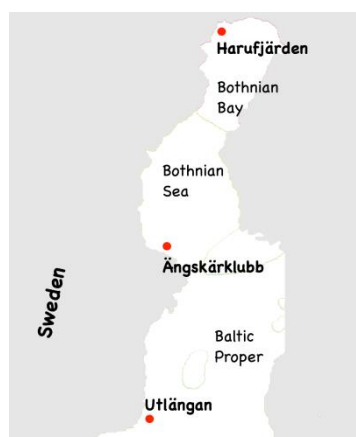 Harufjärden
Bothnian
Bay
Bothnian
Sea
Ängskärklubb
Sweden
Baltic
Proper
Utlängan